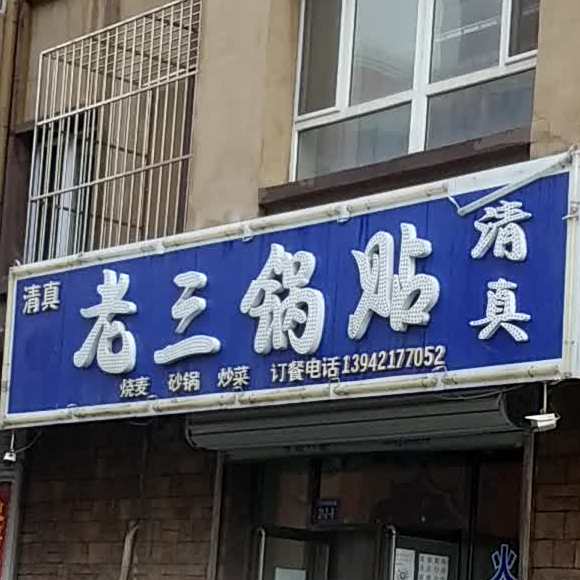 清真
老三锅贴
清真
烧麦 砂锅 炒菜 订餐电话13942177052
火